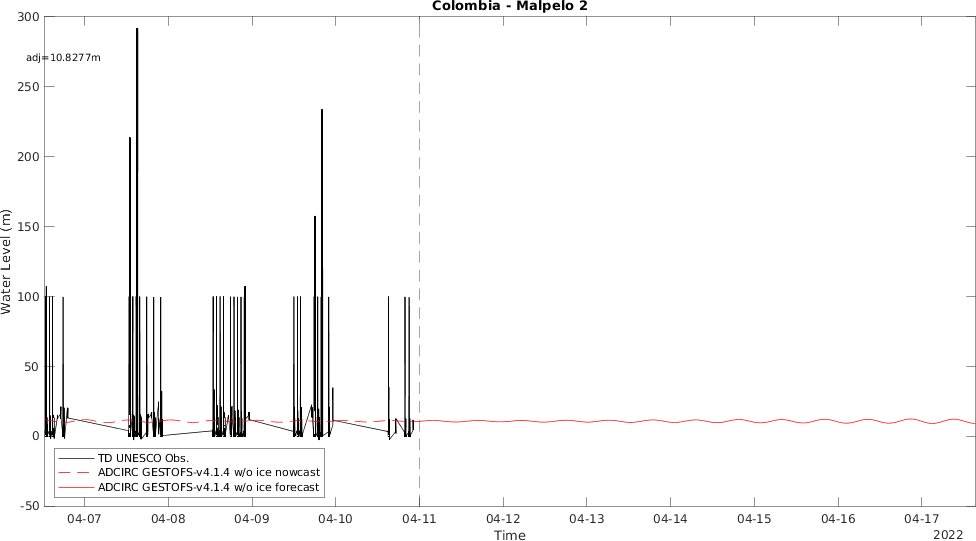 Colombia - Malpelo 2
adj=10.8277m
300
250
200
150
100
50
0
-50
Water Level (m)
TD UNESCO Obs.
ADCIRC GESTOFS-v4.1.4 w/o ice nowcast
ADCIRC GESTOFS-v4.1.4 w/o ice forecast
04-07 04-08 04-09 04-10 04-11 04-12 04-13 04-14 04-15 04-16 04-17
Time
2022